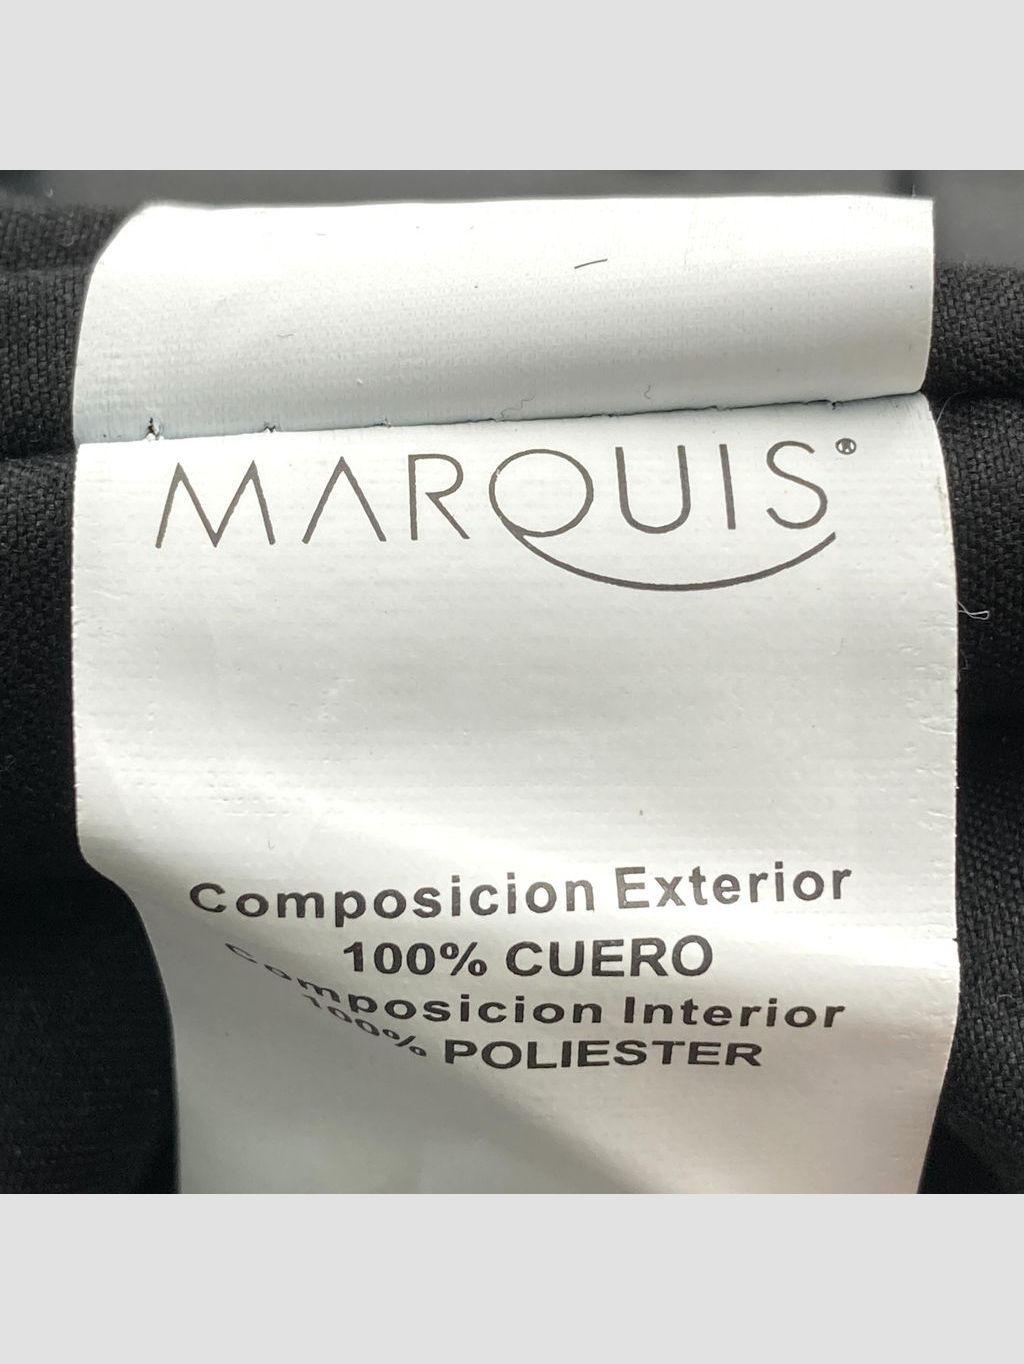 MARQUIS®
Composicion Exterior
100% CUERO
Composicion Interior
100% POLIESTER